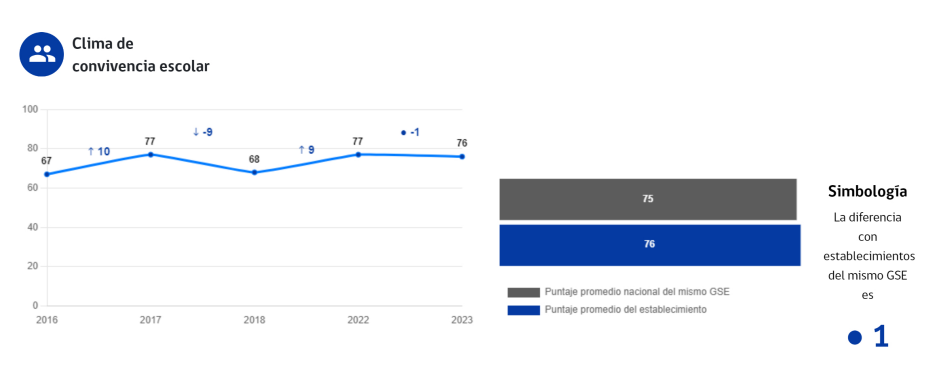 Clima de
convivencia escolar
100
80
60
40
20
0
67
↑ 10
77
↓ -9
68
↑ 9
77
● -1
76
2016
2017
2018
2022
2023
75
76
Puntaje promedio nacional del mismo GSE
Puntaje promedio del establecimiento
Simbología
La diferencia
con
establecimientos
del mismo GSE
es
● 1